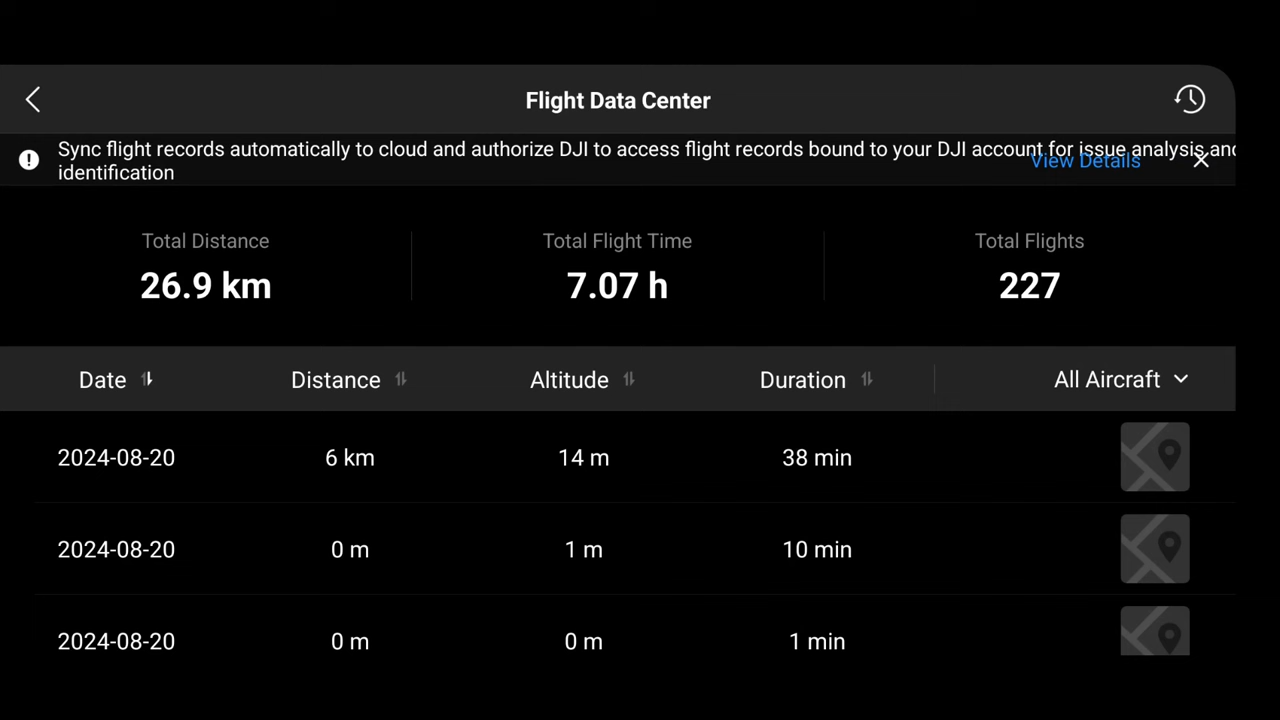 Flight Data Center
Sync flight records automatically to cloud and authorize DJI to access flight records bound to your DJI account for issue analysis and
identification
View Details
Total Distance
Total Flight Time
Total Flights
26.9 km
7.07 h
227
Date
Distance
Altitude
Duration
All Aircraft
2024-08-20
6 km
14 m
38 min
2024-08-20
0 m
1 m
10 min
2024-08-20
0 m
0 m
1 min